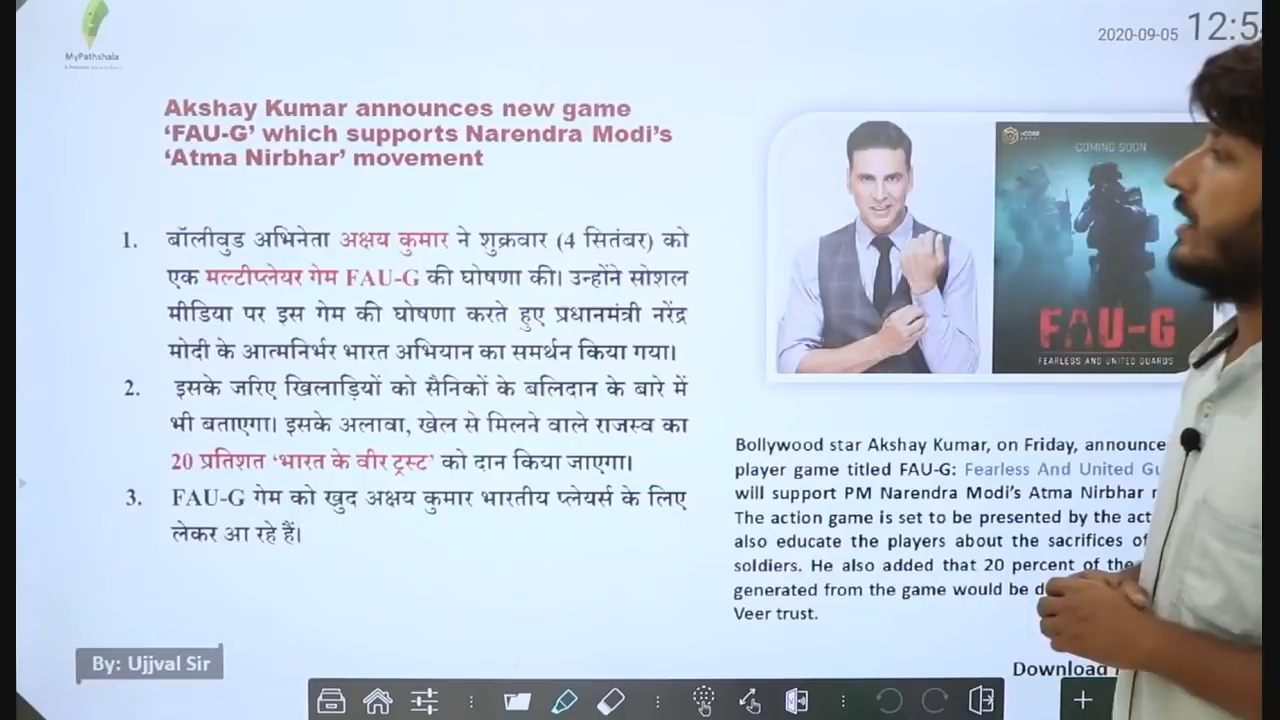 MyPathshala
2020-09-05 12:5
Akshay Kumar announces new game
‘FAU-G’ which supports Narendra Modi’s
‘Atma Nirbhar’ movement
1. बॉलीवुड अभिनेता अक्षय कुमार ने शुक्रवार (4 सितंबर) को
एक मल्टीप्लेयर गेम FAU-G की घोषणा की। उन्होंने सोशल
मीडिया पर इस गेम की घोषणा करते हुए प्रधानमंत्री नरेंद्र
मोदी के आत्मनिर्भर भारत अभियान का समर्थन किया गया।
2. इसके जरिए खिलाड़ियों को सैनिकों के बलिदान के बारे में
भी बताएगा। इसके अलावा, खेल से मिलने वाले राजस्व का
20 प्रतिशत ‘भारत के वीर ट्रस्ट’ को दान किया जाएगा।
3. FAU-G गेम को खुद अक्षय कुमार भारतीय प्लेयर्स के लिए
लेकर आ रहे हैं।
nCORE
COMING SOON
FAU-G
FEARLESS AND UNITED GUARDS
Bollywood star Akshay Kumar, on Friday, announce
player game titled FAU-G: Fearless And United Gu
will support PM Narendra Modi’s Atma Nirbhar
The action game is set to be presented by the act
also educate the players about the sacrifices of
soldiers. He also added that 20 percent of the
generated from the game would be d
Veer trust.
By: Ujjval Sir
Download